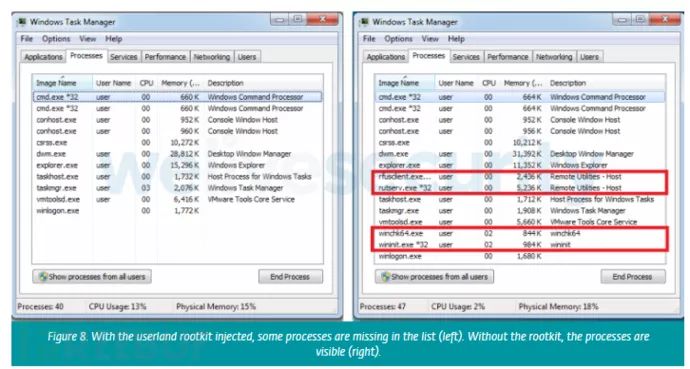 Windows Task Manager
File Options View Help
Applications Processes Services Performance Networking Users
Image Name User Name CPU Memory (... Description
cmd.exe *32 user 00 660 K Windows Command Processor
cmd.exe *32 user 00 660 K Windows Command Processor
conhost.exe user 00 952 K Console Window Host
conhost.exe user 00 960 K Console Window Host
csrss.exe 00 10,272 K
dwm.exe user 00 28,812 K Desktop Window Manager
explorer.exe user 00 15,296 K Windows Explorer
taskhost.exe user 00 1,732 K Host Process for Windows Tasks
taskmgr.exe user 03 2,076 K Windows Task Manager
vmtoolsd.exe user 00 6,416 K VMware Tools Core Service
winlogon.exe 00 1,772 K
Show processes from all users End Process
Processes: 40 CPU Usage: 13% Physical Memory: 15%
Windows Task Manager
File Options View Help
Applications Processes Services Performance Networking Users
Image Name User Name CPU Memory (... Description
cmd.exe *32 user 00 664 K Windows Command Processor
cmd.exe *32 user 00 664 K Windows Command Processor
conhost.exe user 00 952 K Console Window Host
conhost.exe user 00 956 K Console Window Host
csrss.exe 00 10,212 K
dwm.exe user 00 31,392 K Desktop Window Manager
explorer.exe user 00 13,352 K Windows Explorer
rfusclient.exe... user 00 2,436 K Remote Utilities - Host
rutserv.exe *32 user 00 5,236 K Remote Utilities - Host
taskhost.exe user 00 1,712 K Host Process for Windows Tasks
taskmgr.exe user 00 1,908 K Windows Task Manager
vmtoolsd.exe user 00 5,660 K VMware Tools Core Service
winchk64.exe user 02 844 K winchk64
wininit.exe *32 user 02 984 K wininit
winlogon.exe 00 1,680 K
Show processes from all users End Process
Processes: 47 CPU Usage: 2% Physical Memory: 18%
Figure 8. With the userland rootkit injected, some processes are missing in the list (left). Without the rootkit, the processes are
visible (right).